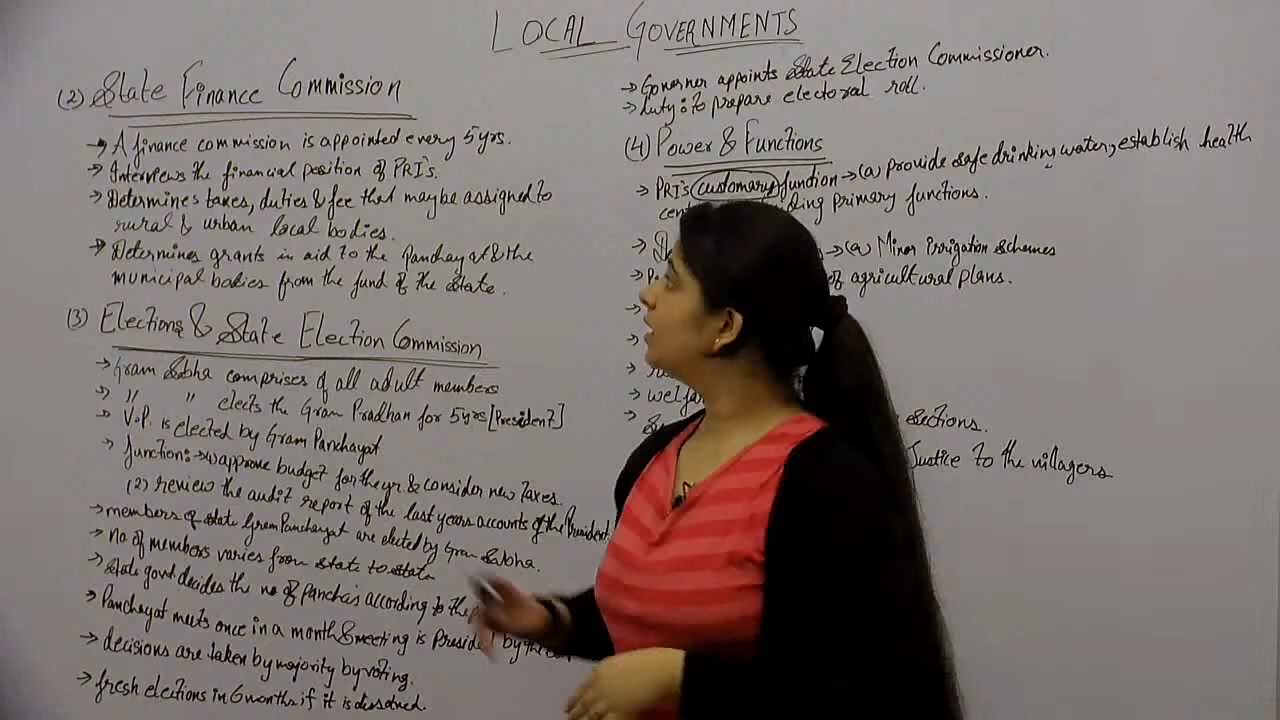 LOCAL GOVERNMENTS
(2) State Finance Commission
→ A finance commission is appointed every 5yrs.
→ Interviews the financial position of PRI's.
→ Determines taxes, duties & fee that maybe assigned to
rural & urban local bodies.
→ Determines grants in aid to the Panchayat & the
municipal bodies from the fund of the state.
(3) Elections & State Election Commission
→ Gram Sabha comprises of all adult members
→ " " elects the Gram Pradhan for 5yrs [President]
→ V.P. is elected by Gram Panchayat
→ function:→(1) approve budget for the yr. & consider new taxes.
(2) review the audit report of the last years accounts of the President.
→ members of state Gram Panchayat are elected by Gram Sabha.
→ no of members varies from state to state
→ State govt decides the no of Panchais according to the
→ Panchayat meets once in a month & meeting is presided by the
→ decisions are taken by majority by voting.
→ fresh elections in 6 months, if it is dissolved.
→ Governor appoints State Election Commissioner.
→ duty: to prepare electoral roll.
(4) Power & Functions
→ PRI's customary function → (a) provide safe drinking water, establish health
primary functions.
→ → (a) Minor irrigation schemes
→ of agricultural plans.
→
→
→
→
→ sections.
Justice to the villagers